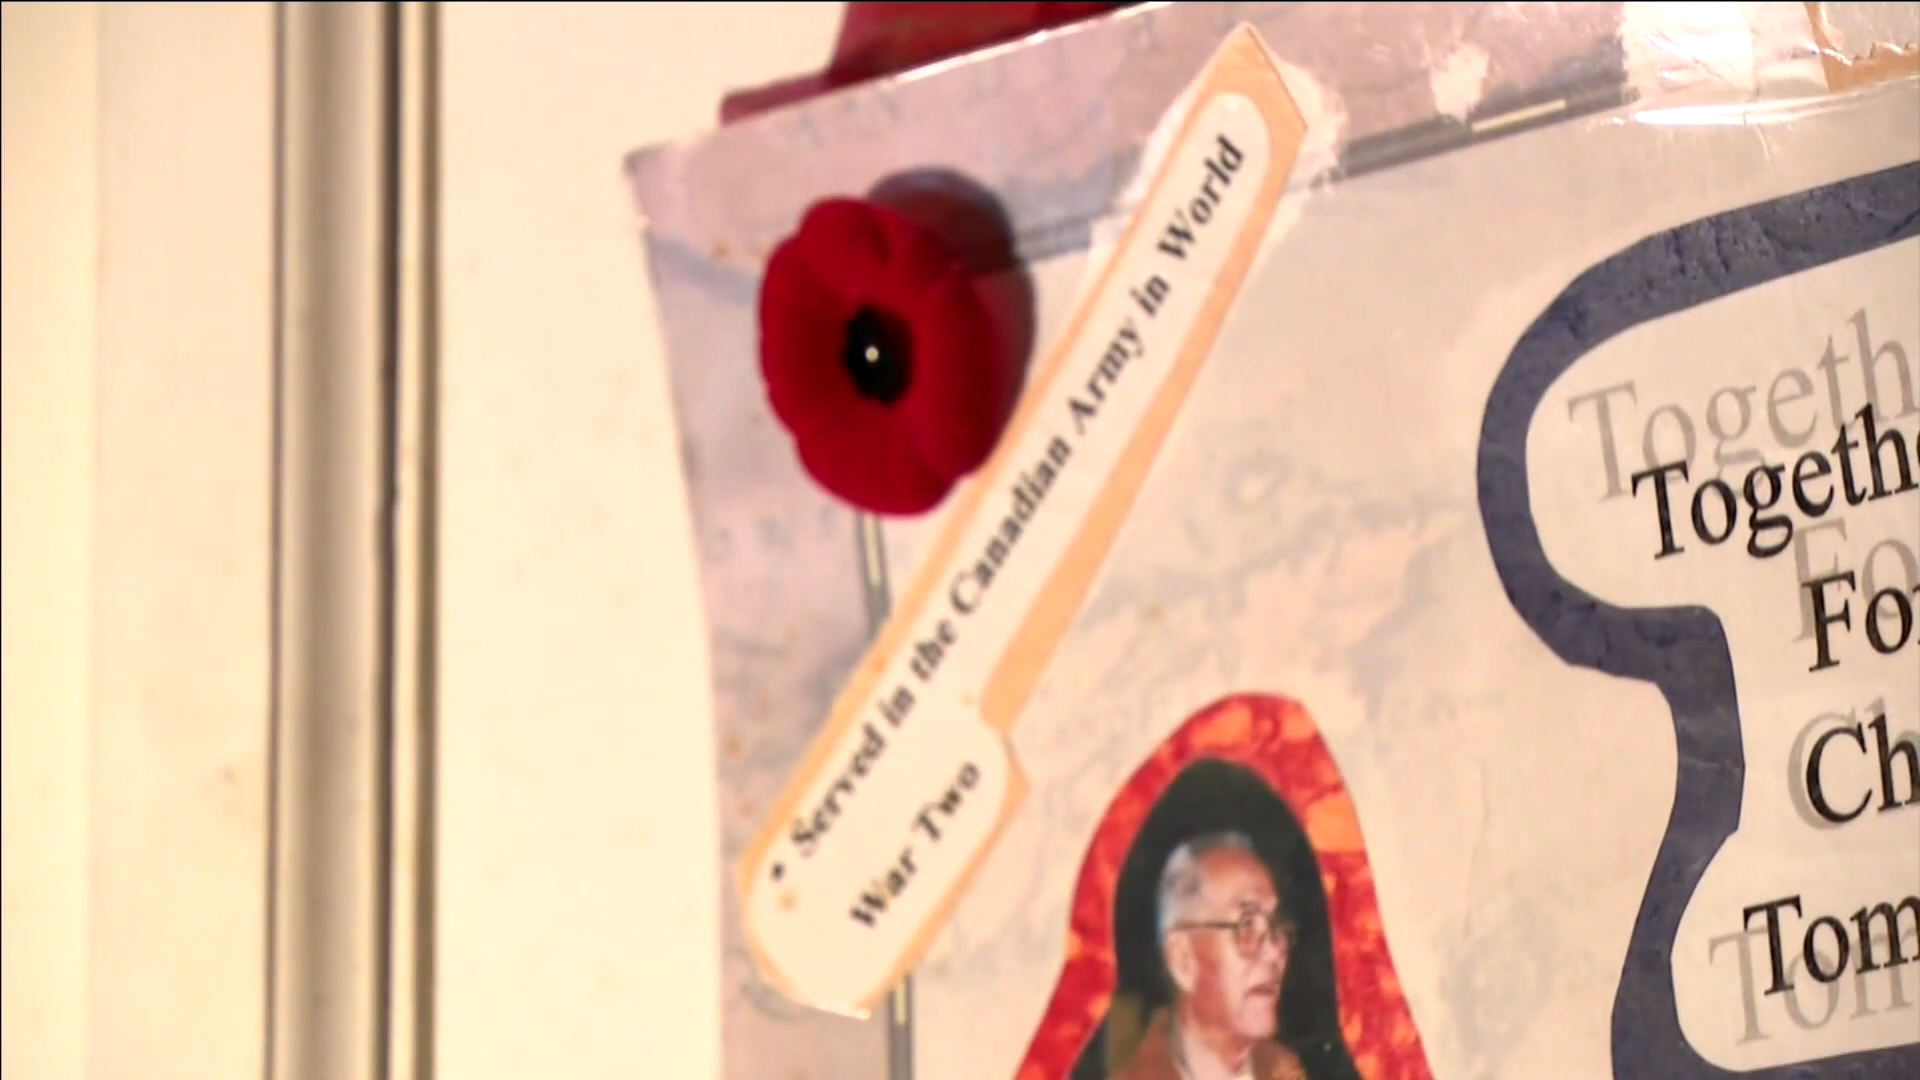 • Served in the Canadian Army in World
War Two
Togeth
Fo
Ch
Tom